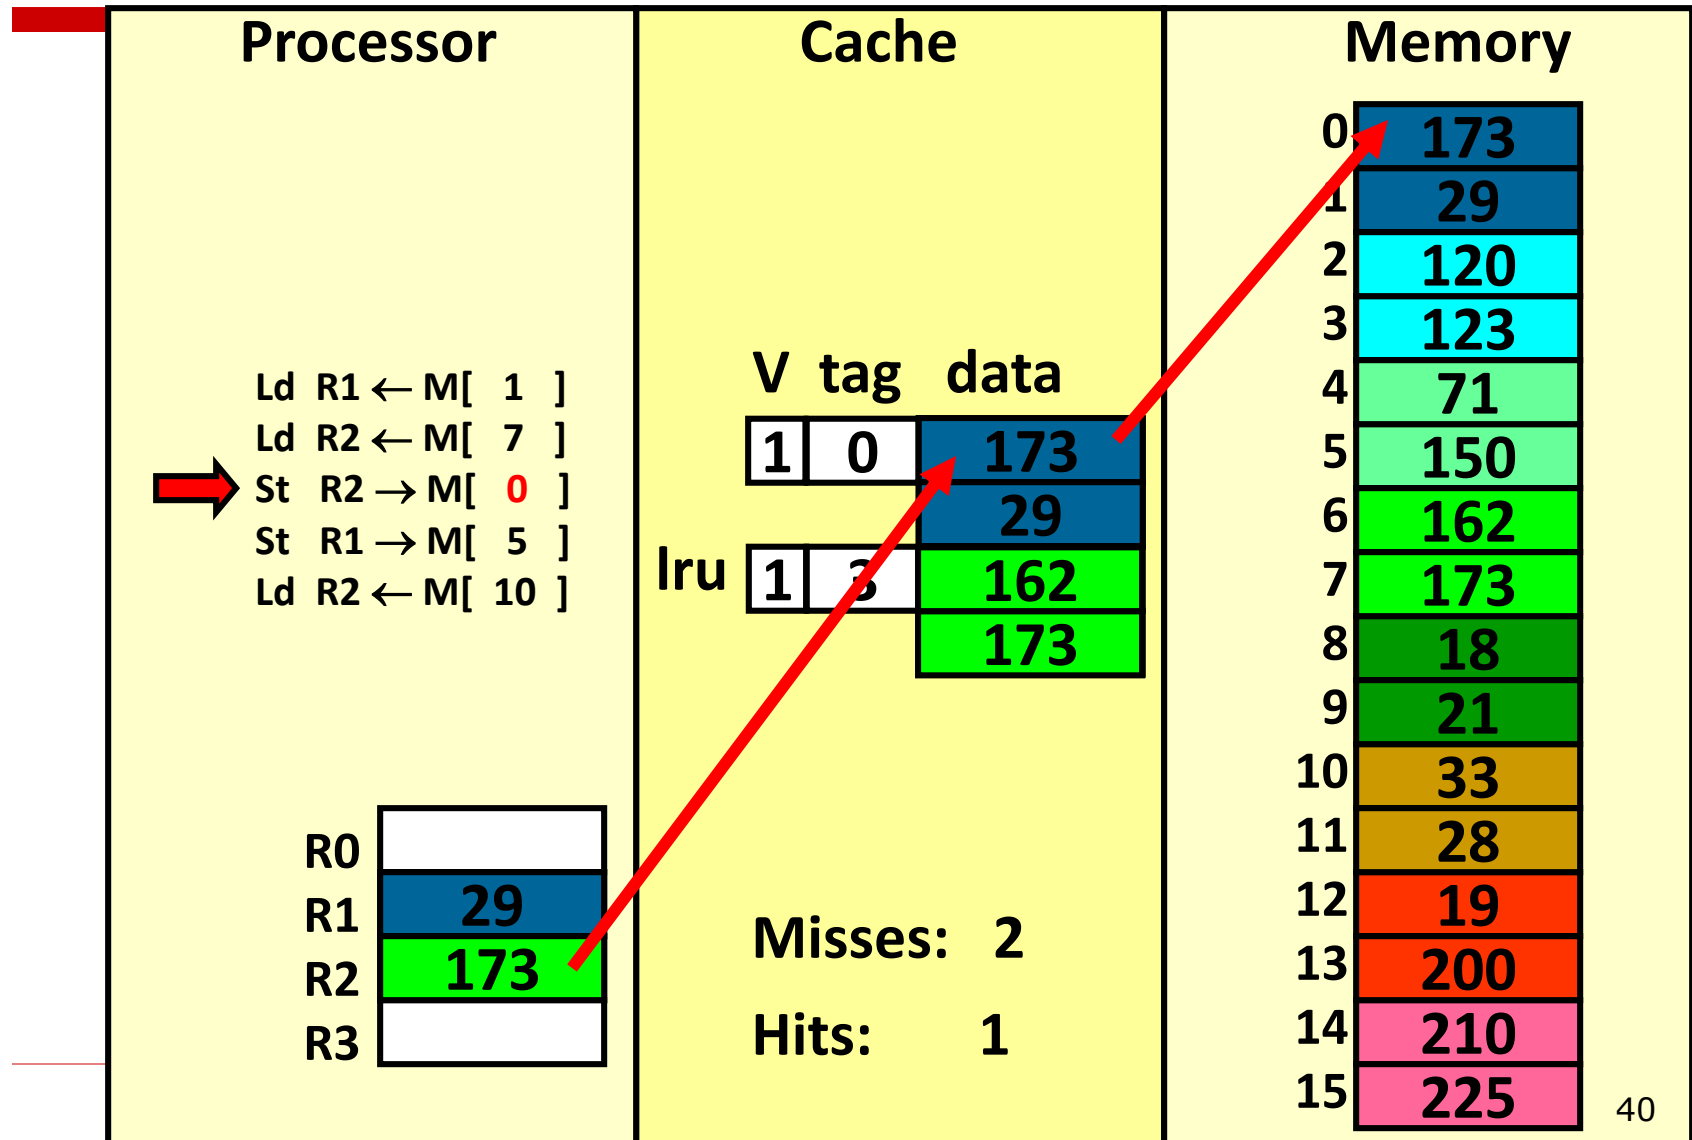 Processor
Ld R1 ← M[ 1 ]
Ld R2 ← M[ 7 ]
St R2 → M[ 0 ]
St R1 → M[ 5 ]
Ld R2 ← M[ 10 ]
R0
R1 29
R2 173
R3
Cache
V tag data
1 0 173
29
lru 1 3 162
173
Misses: 2
Hits: 1
Memory
0 173
1 29
2 120
3 123
4 71
5 150
6 162
7 173
8 18
9 21
10 33
11 28
12 19
13 200
14 210
15 225
40